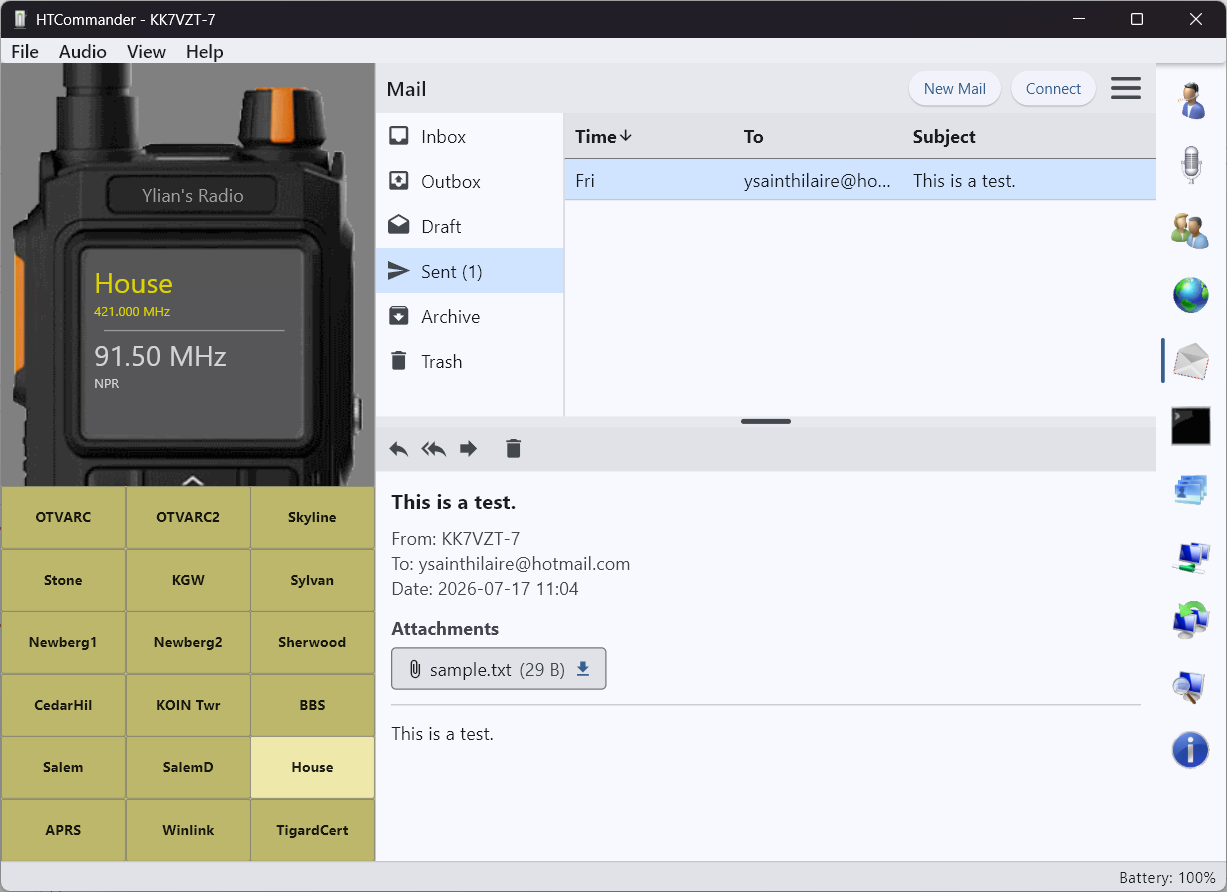 HTCommander - KK7VZT-7
File Audio View Help
Ylian's Radio
House
421.000 MHz
91.50 MHz
NPR
OTVARC OTVARC2 Skyline
Stone KGW Sylvan
Newberg1 Newberg2 Sherwood
CedarHil KOIN Twr BBS
Salem SalemD House
APRS Winlink TigardCert
Mail
New Mail Connect
Inbox
Outbox
Draft
Sent (1)
Archive
Trash
Time To Subject
Fri ysainthilaire@ho... This is a test.
This is a test.
From: KK7VZT-7
To: ysainthilaire@hotmail.com
Date: 2026-07-17 11:04
Attachments
sample.txt (29 B)
This is a test.
Battery: 100%